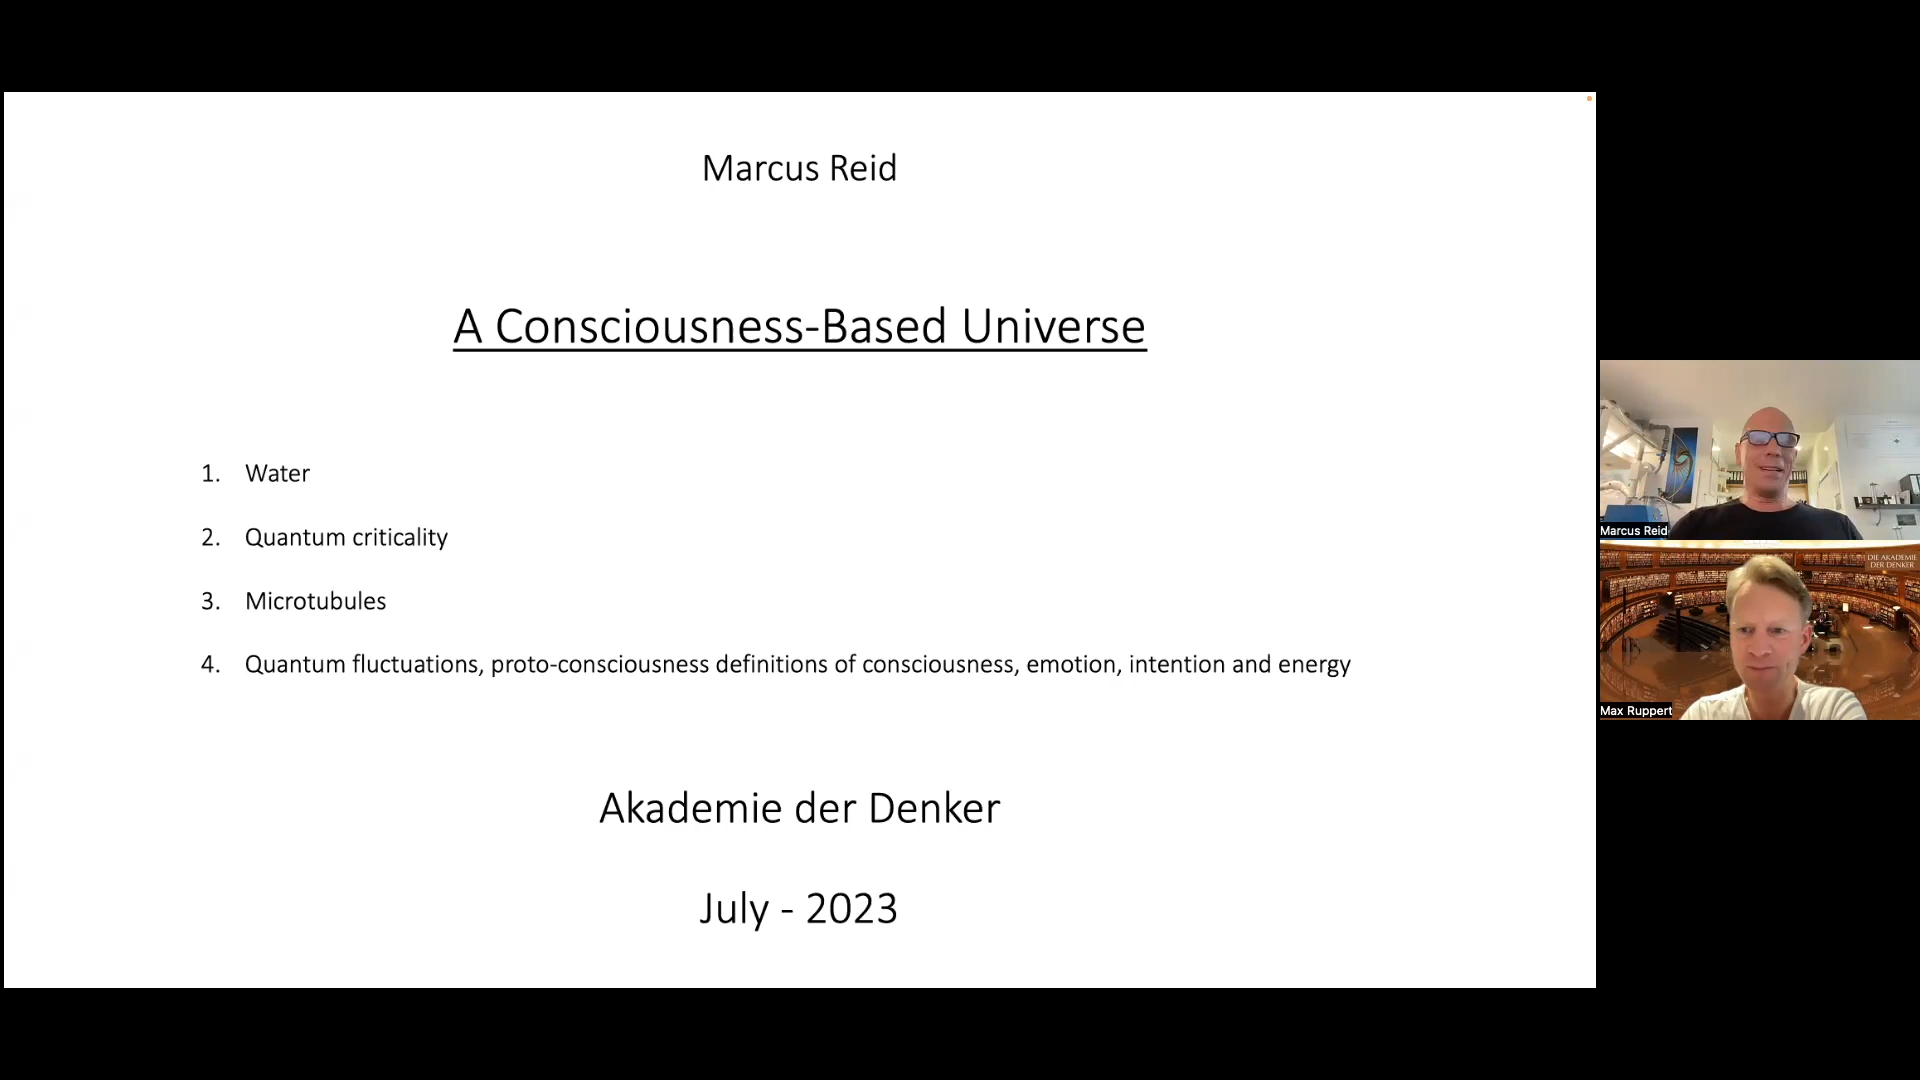 Marcus Reid
A Consciousness-Based Universe
1. Water
2. Quantum criticality
3. Microtubules
4. Quantum fluctuations, proto-consciousness definitions of consciousness, emotion, intention and energy
Akademie der Denker
July - 2023
Marcus Reid
DIE AKADEMIE
DER DENKER
Max Ruppert